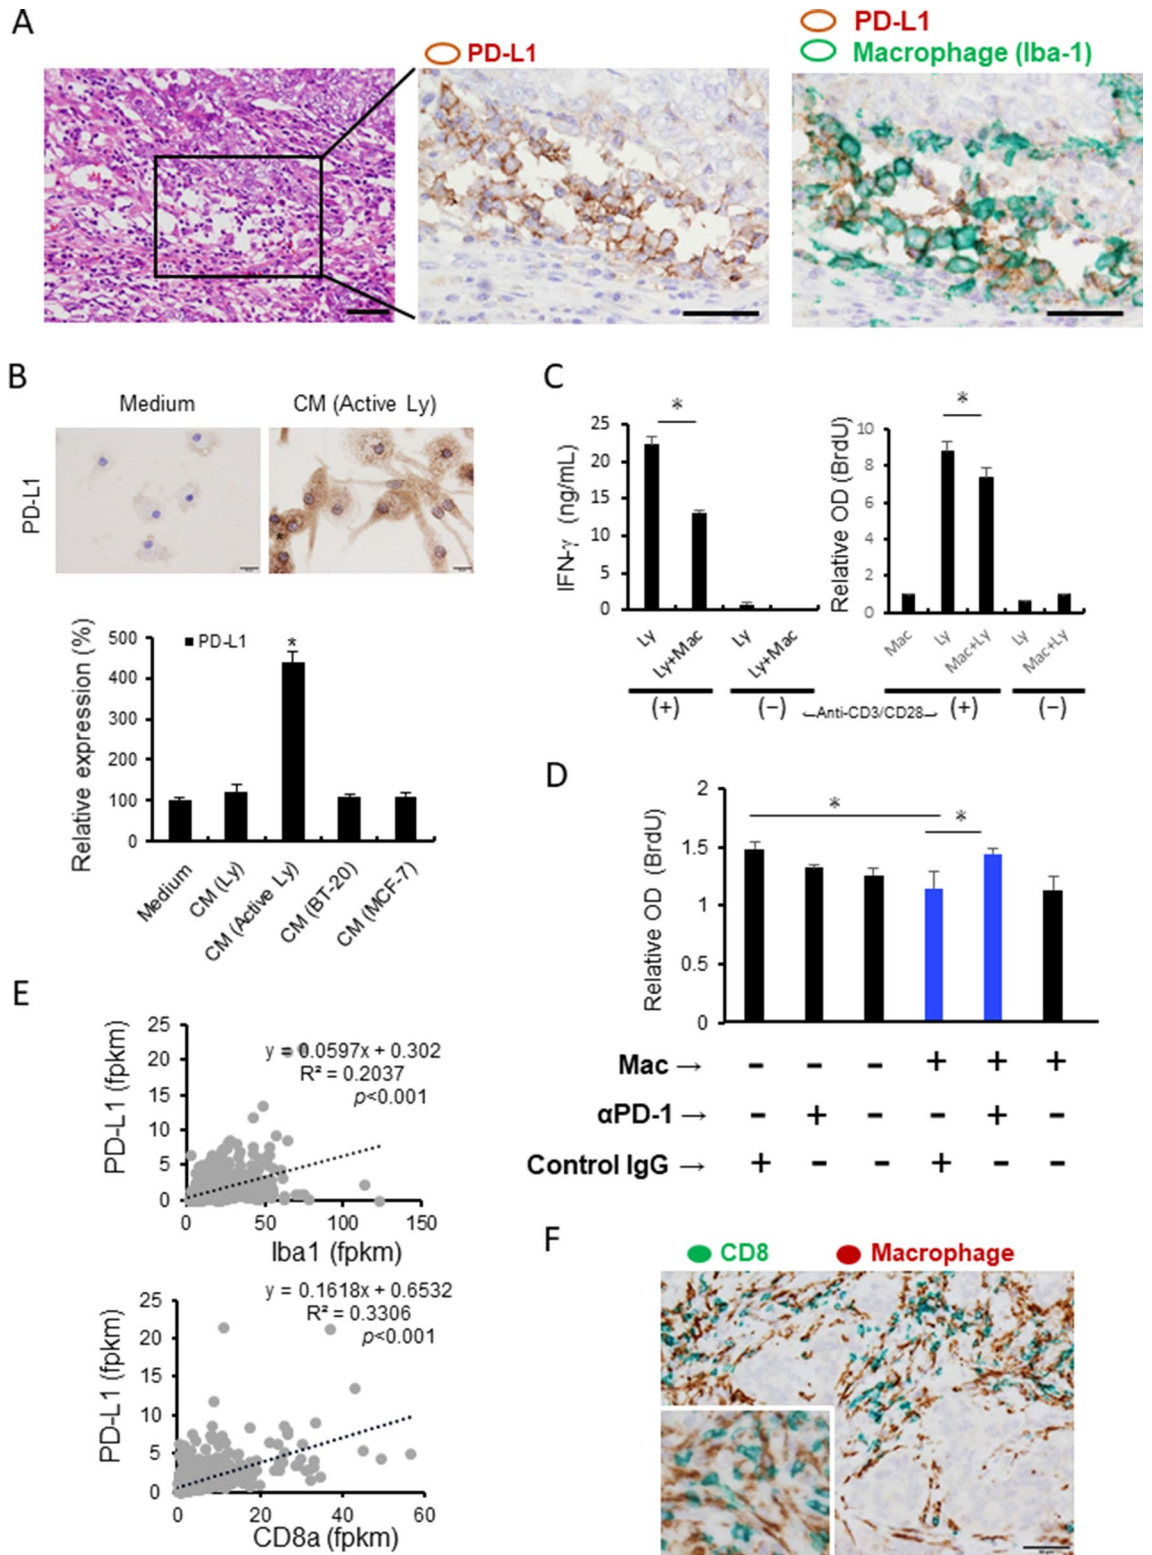 A
PD-L1
PD-L1
Macrophage (Iba-1)
B
Medium
CM (Active Ly)
PD-L1
*
Relative expression (%)
500
400
300
200
100
0
PD-L1
*
Medium
CM (Ly)
CM (Active Ly)
CM (BT-20)
CM (MCF-7)
C
IFN-γ (ng/mL)
25
20
15
10
5
0
*
Ly
Ly+Mac
Ly
Ly+Mac
(+)
(−)
Anti-CD3/CD28
Relative OD (BrdU)
10
8
6
4
2
0
*
Mac
Ly
Mac+Ly
Ly
Mac+Ly
(+)
(−)
D
Relative OD (BrdU)
2
1.5
1
0.5
0
*
*
Mac → - - - + + +
αPD-1 → - + - - + -
Control IgG → + - - + - -
E
PD-L1 (fpkm)
25
20
15
10
5
0
y = 0.0597x + 0.302
R² = 0.2037
p<0.001
0 50 100 150
Iba1 (fpkm)
PD-L1 (fpkm)
25
20
15
10
5
0
y = 0.1618x + 0.6532
R² = 0.3306
p<0.001
0 20 40 60
CD8a (fpkm)
F
CD8
Macrophage